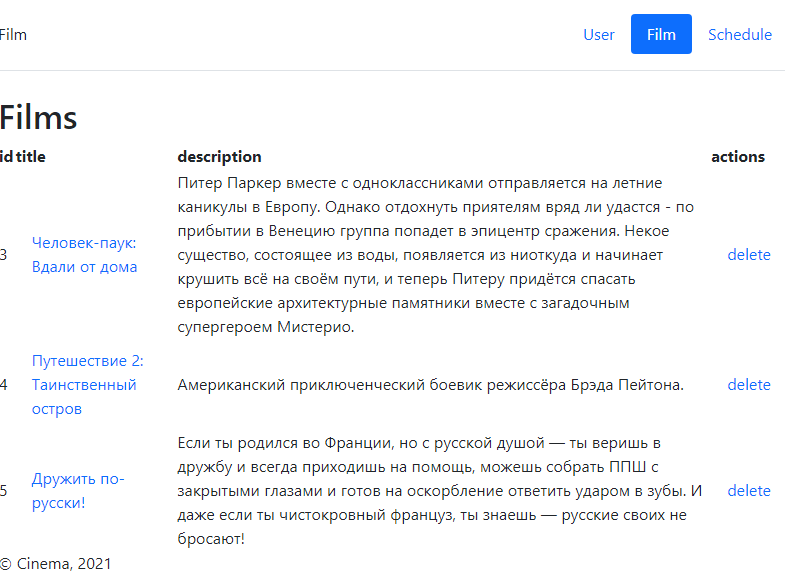 Film User Film Schedule
Films
id title description actions
Питер Паркер вместе с одноклассниками отправляется на летние
каникулы в Европу. Однако отдохнуть приятелям вряд ли удастся - по
прибытии в Венецию группа попадет в эпицентр сражения. Некое
3 Человек-паук: существо, состоящее из воды, появляется из ниоткуда и начинает delete
Вдали от дома крушить всё на своём пути, и теперь Питеру придётся спасать
европейские архитектурные памятники вместе с загадочным
супергероем Мистерио.
Путешествие 2:
4 Таинственный Американский приключенческий боевик режиссёра Брэда Пейтона. delete
остров
Если ты родился во Франции, но с русской душой — ты веришь в
дружбу и всегда приходишь на помощь, можешь собрать ППШ с
5 Дружить по- закрытыми глазами и готов на оскорбление ответить ударом в зубы. И delete
русски! даже если ты чистокровный француз, ты знаешь — русские своих не
бросают!
© Cinema, 2021